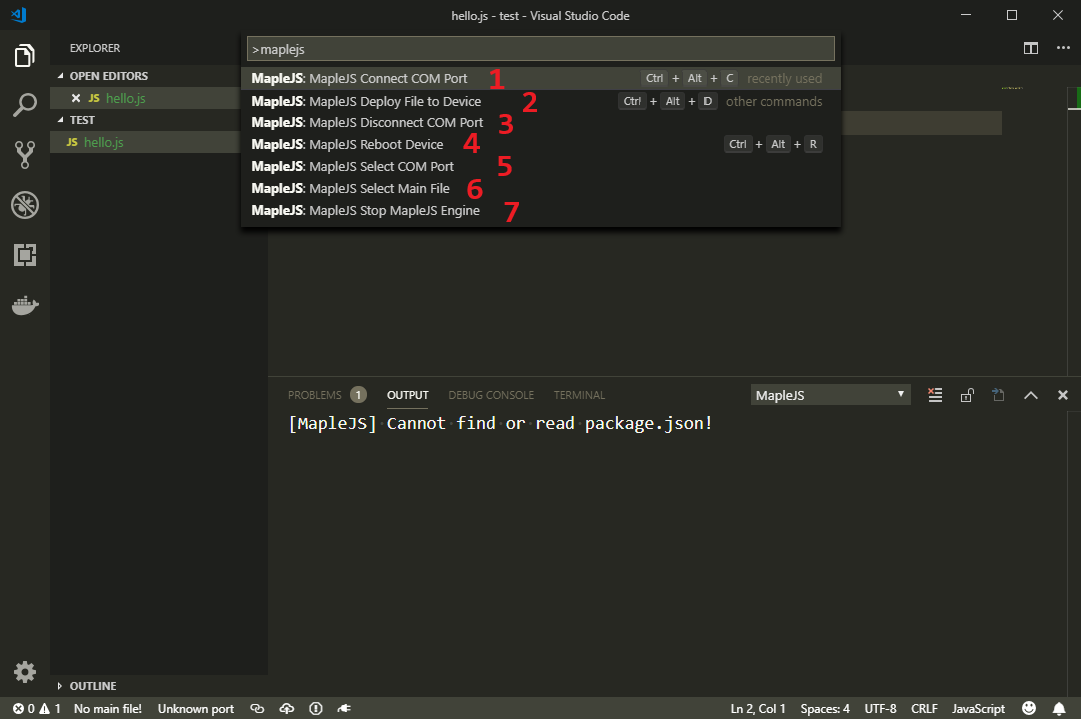 hello.js - test - Visual Studio Code
EXPLORER
OPEN EDITORS
JS hello.js
TEST
JS hello.js
>maplejs
MapleJS: MapleJS Connect COM Port 1 Ctrl + Alt + C recently used
MapleJS: MapleJS Deploy File to Device 2 Ctrl + Alt + D other commands
MapleJS: MapleJS Disconnect COM Port 3
MapleJS: MapleJS Reboot Device 4 Ctrl + Alt + R
MapleJS: MapleJS Select COM Port 5
MapleJS: MapleJS Select Main File 6
MapleJS: MapleJS Stop MapleJS Engine 7
PROBLEMS 1 OUTPUT DEBUG CONSOLE TERMINAL MapleJS
[MapleJS] Cannot find or read package.json!
OUTLINE
0 1 No main file! Unknown port Ln 2, Col 1 Spaces: 4 UTF-8 CRLF JavaScript